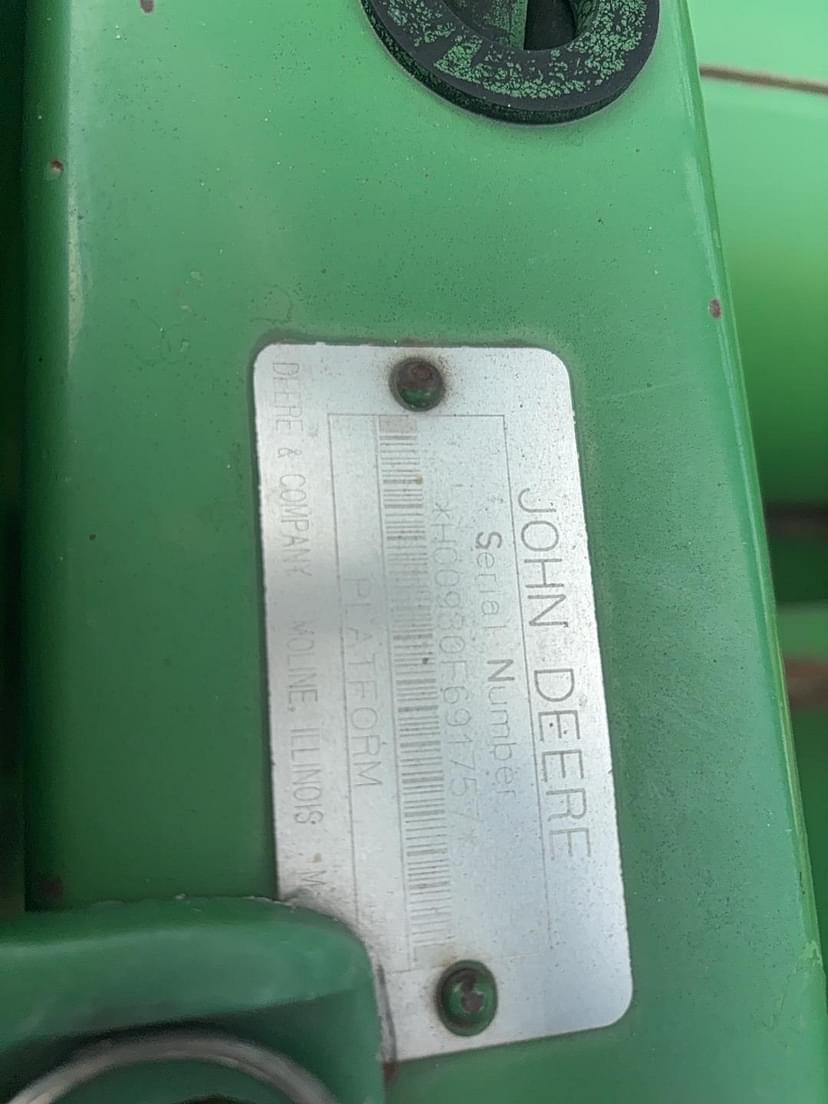 JOHN DEERE
Serial Number
*H00930F691757*
PLATFORM
DEERE & COMPANY MOLINE, ILLINOIS